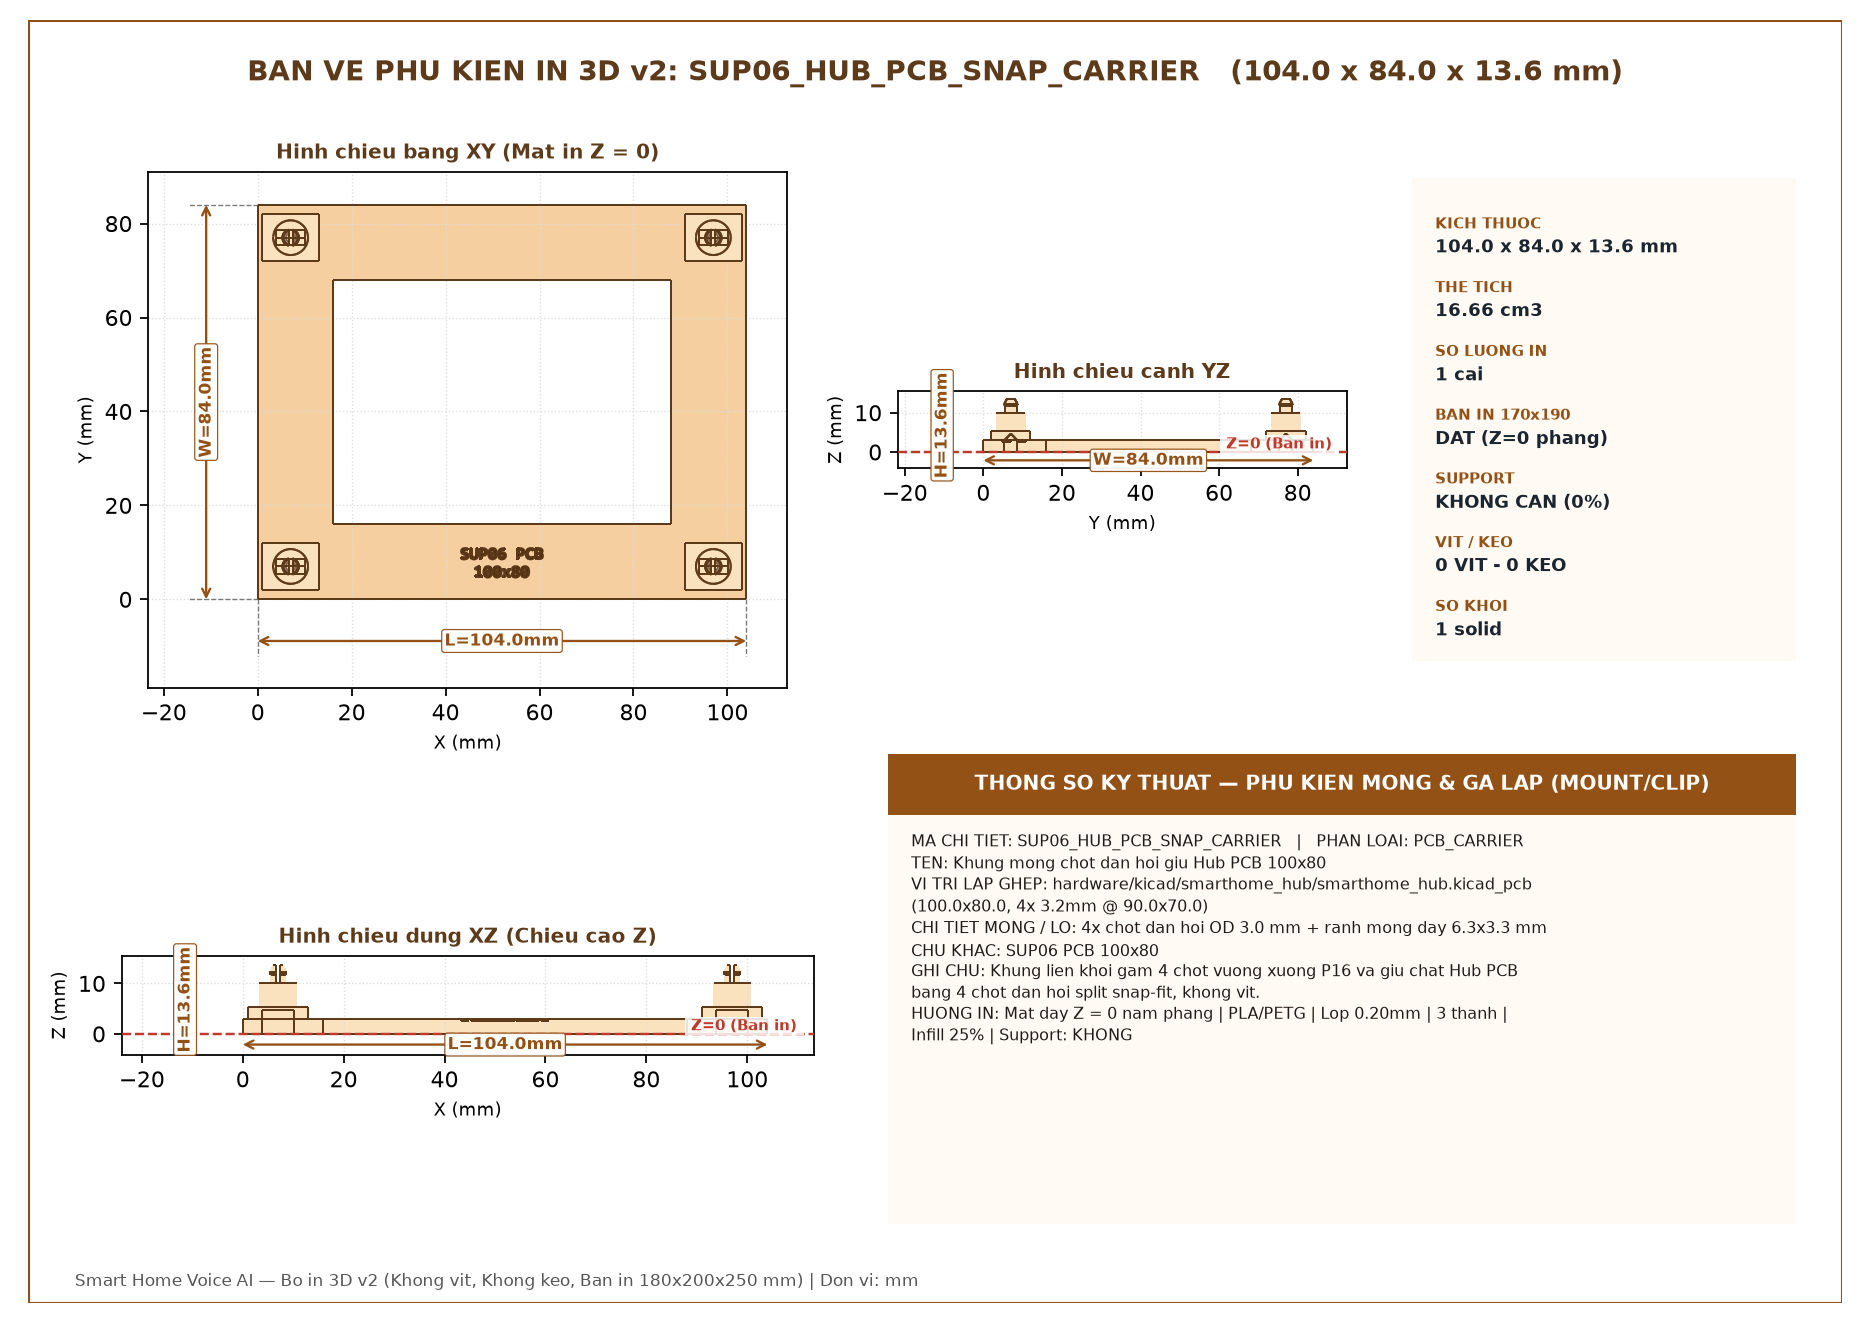 BAN VE PHU KIEN IN 3D v2: SUP06_HUB_PCB_SNAP_CARRIER (104.0 x 84.0 x 13.6 mm)
Hinh chieu bang XY (Mat in Z = 0)
80
60
40
20
0
Y (mm)
W=84.0mm
SUP06 PCB
100x80
L=104.0mm
−20 0 20 40 60 80 100
X (mm)
Hinh chieu canh YZ
10
0
Z (mm)
H=13.6mm
Z=0 (Ban in)
W=84.0mm
−20 0 20 40 60 80
Y (mm)
KICH THUOC
104.0 x 84.0 x 13.6 mm
THE TICH
16.66 cm3
SO LUONG IN
1 cai
BAN IN 170x190
DAT (Z=0 phang)
SUPPORT
KHONG CAN (0%)
VIT / KEO
0 VIT - 0 KEO
SO KHOI
1 solid
Hinh chieu dung XZ (Chieu cao Z)
10
0
Z (mm)
H=13.6mm
Z=0 (Ban in)
L=104.0mm
−20 0 20 40 60 80 100
X (mm)
THONG SO KY THUAT — PHU KIEN MONG & GA LAP (MOUNT/CLIP)
MA CHI TIET: SUP06_HUB_PCB_SNAP_CARRIER | PHAN LOAI: PCB_CARRIER
TEN: Khung mong chot dan hoi giu Hub PCB 100x80
VI TRI LAP GHEP: hardware/kicad/smarthome_hub/smarthome_hub.kicad_pcb
(100.0x80.0, 4x 3.2mm @ 90.0x70.0)
CHI TIET MONG / LO: 4x chot dan hoi OD 3.0 mm + ranh mong day 6.3x3.3 mm
CHU KHAC: SUP06 PCB 100x80
GHI CHU: Khung lien khoi gam 4 chot vuong xuong P16 va giu chat Hub PCB
bang 4 chot dan hoi split snap-fit, khong vit.
HUONG IN: Mat day Z = 0 nam phang | PLA/PETG | Lop 0.20mm | 3 thanh |
Infill 25% | Support: KHONG
Smart Home Voice AI — Bo in 3D v2 (Khong vit, Khong keo, Ban in 180x200x250 mm) | Don vi: mm